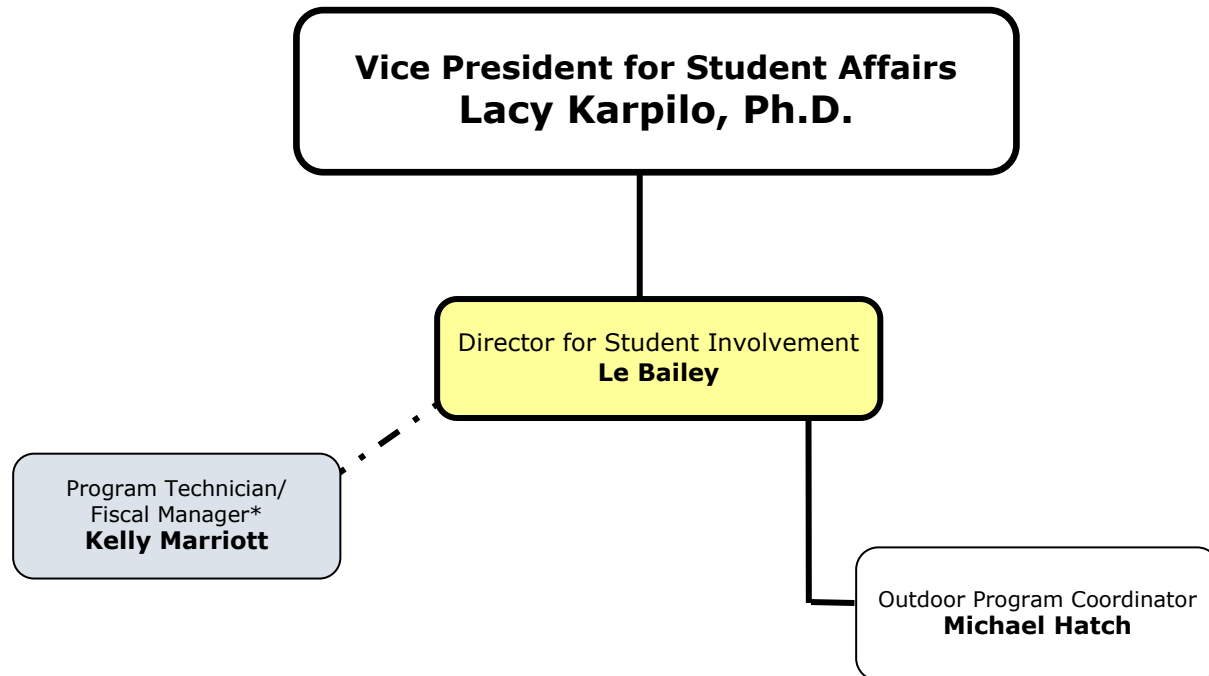 Vice President for Student Affairs
Lacy Karpilo, Ph.D.
Director for Student Involvement
Le Bailey
Program Technician/
Fiscal Manager*
Kelly Marriott
Outdoor Program Coordinator
Michael Hatch